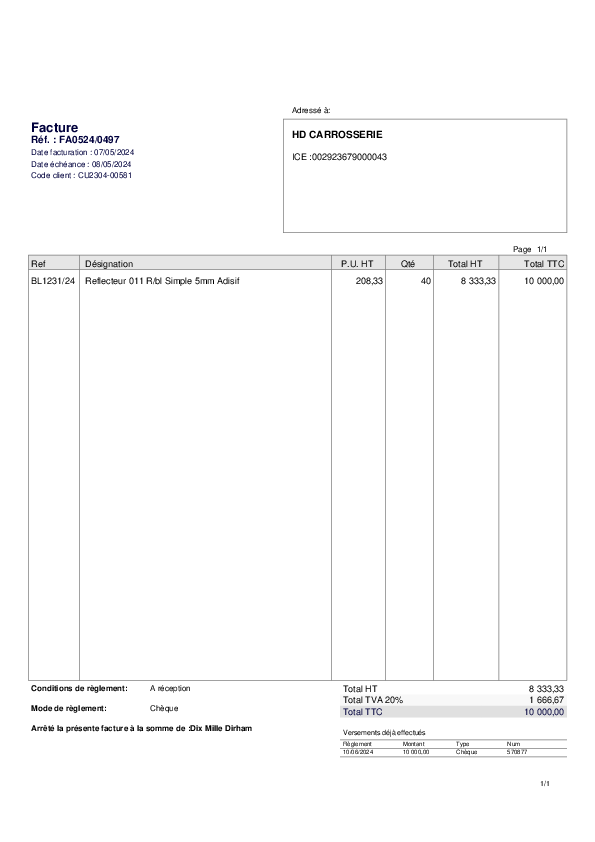 Adressé à:
Facture
Réf. : FA0524/0497
Date facturation : 07/05/2024
Date échéance : 08/05/2024
Code client : CU2304-00581
HD CARROSSERIE
ICE :002923679000043
Page 1/1
Ref Désignation P.U. HT Qté Total HT Total TTC
BL1231/24 Reflecteur 011 R/bl Simple 5mm Adisif 208,33 40 8 333,33 10 000,00
Conditions de règlement: A réception
Mode de règlement: Chèque
Arrêté la présente facture à la somme de :Dix Mille Dirham
Total HT 8 333,33
Total TVA 20% 1 666,67
Total TTC 10 000,00
Versements déjà effectués
Règlement Montant Type Num
10/06/2024 10 000,00 Chèque 570877
1/1